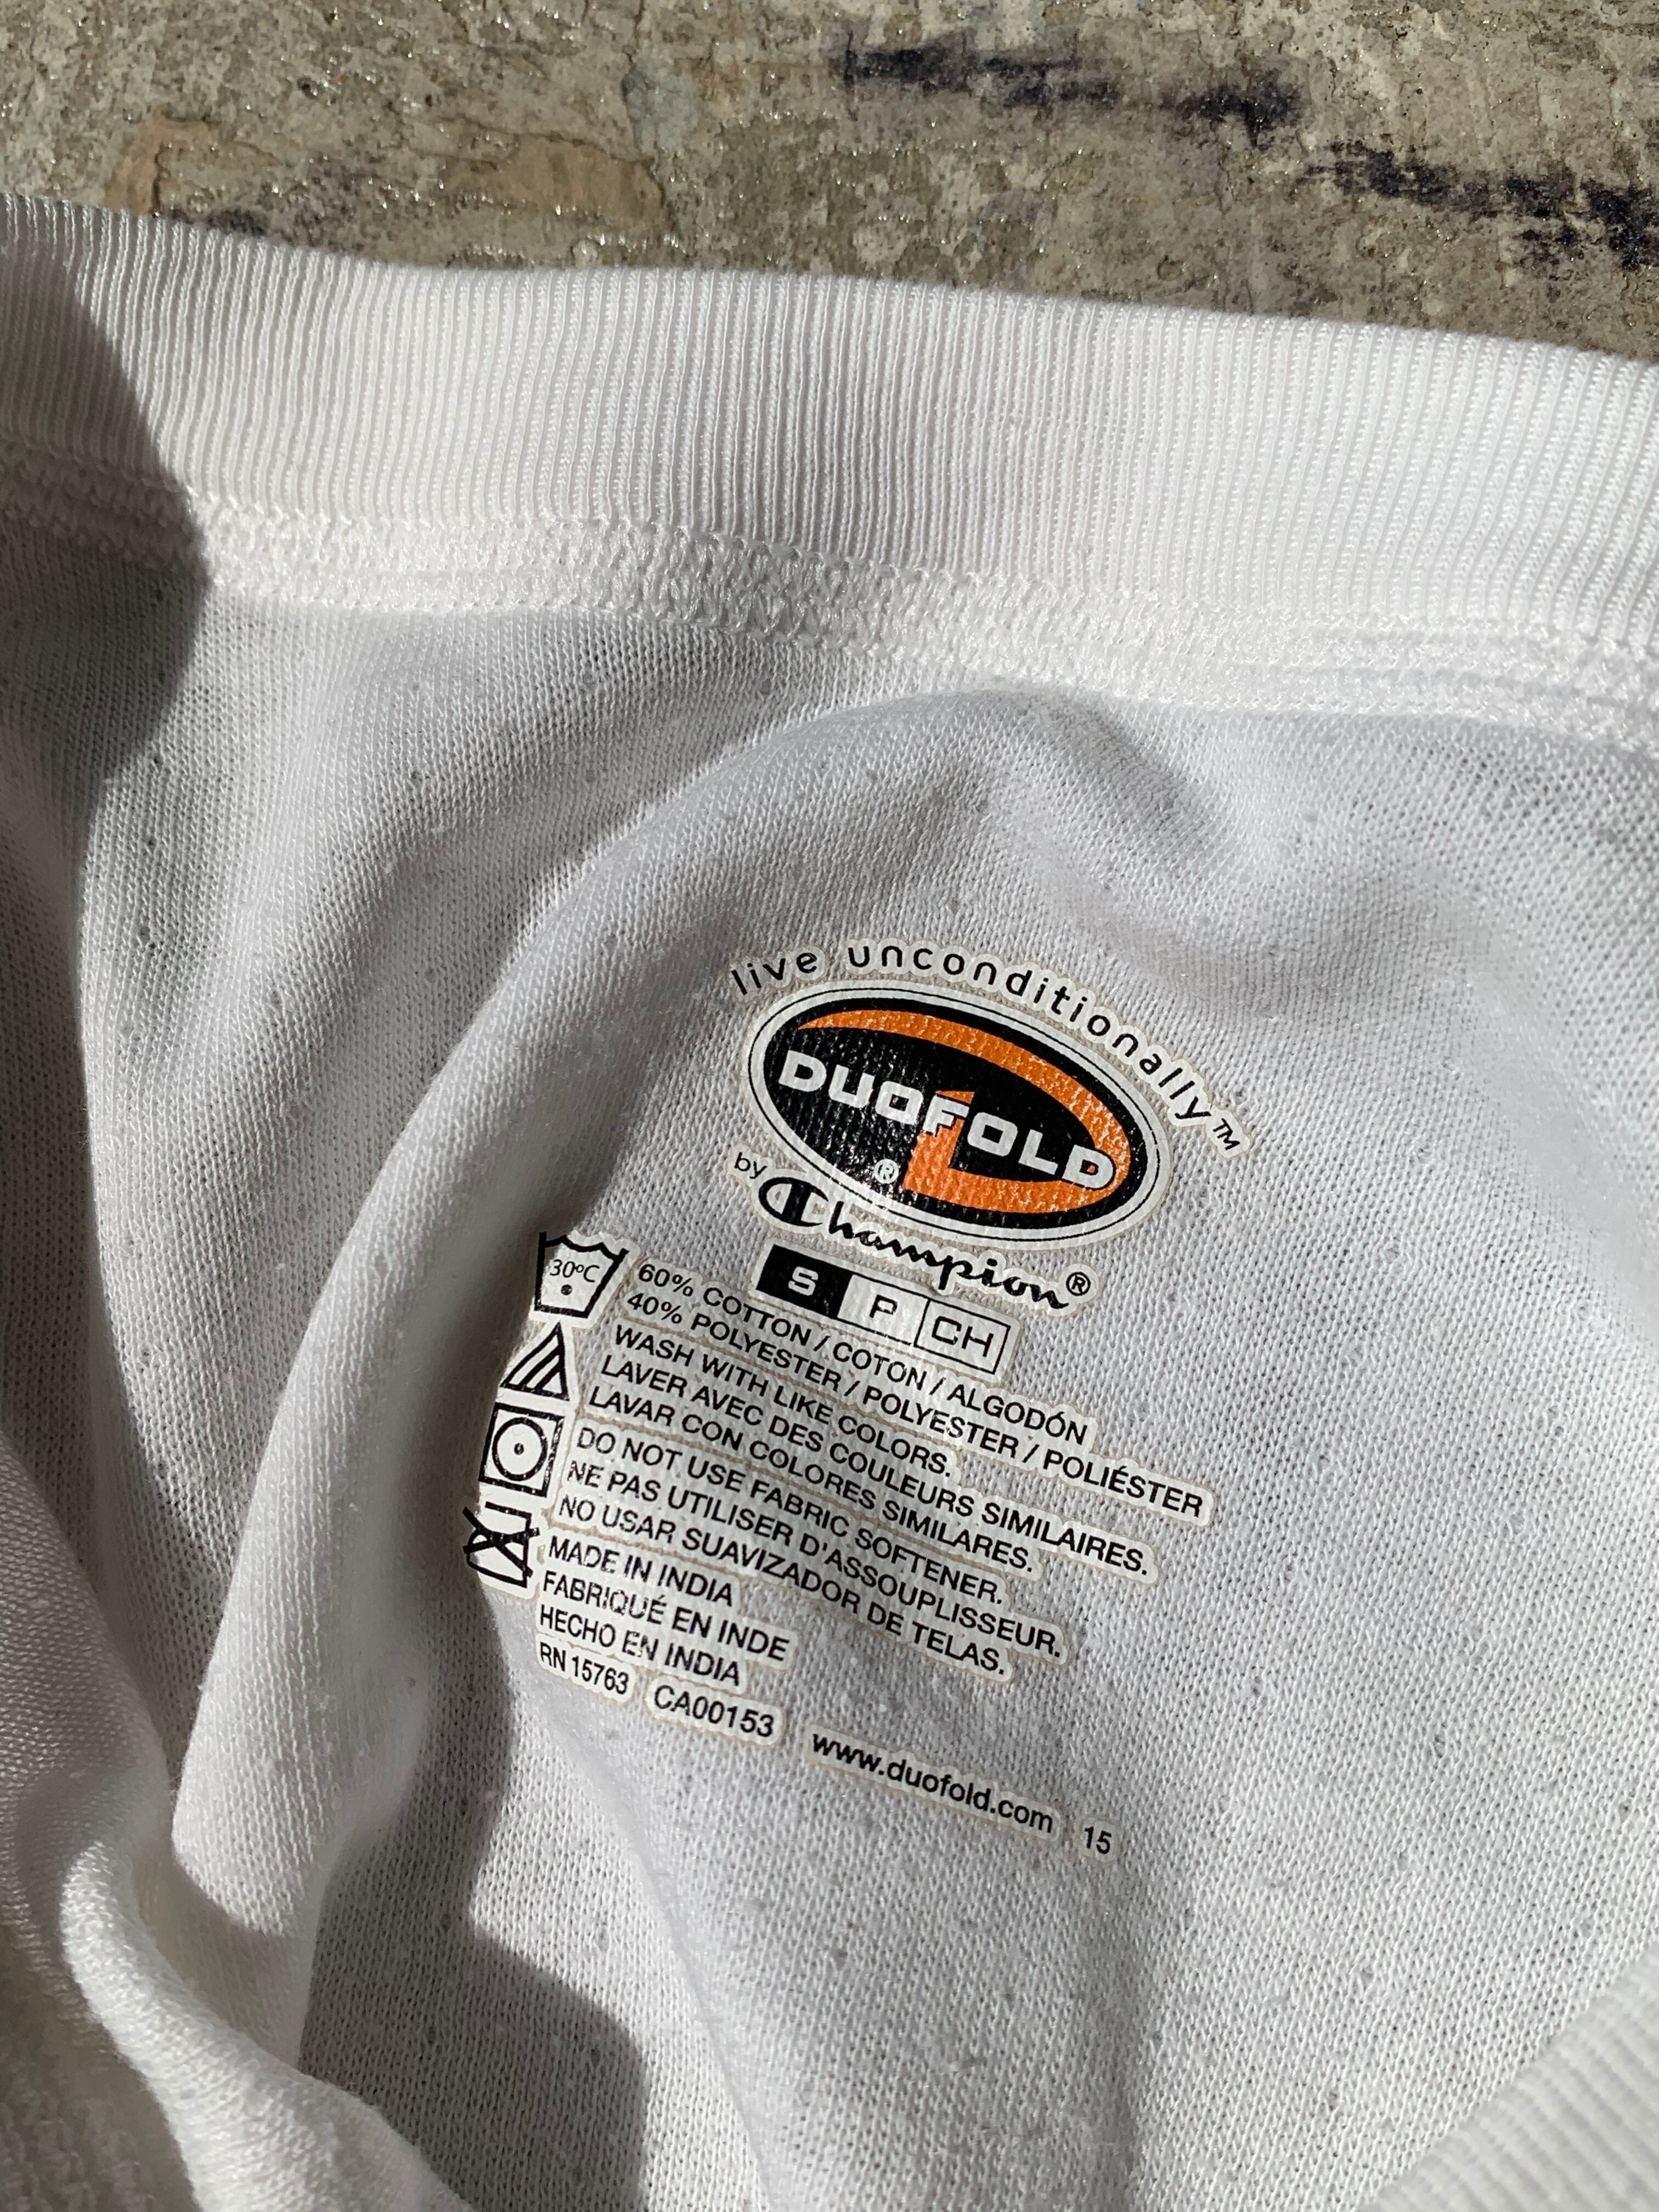 live unconditionally™
DUOFOLD®
by Champion®
S P CH
30ºC
60% COTTON / COTON / ALGODÓN
40% POLYESTER / POLYESTER / POLIÉSTER
WASH WITH LIKE COLORS.
LAVER AVEC DES COULEURS SIMILAIRES.
LAVAR CON COLORES SIMILARES.
DO NOT USE FABRIC SOFTENER.
NE PAS UTILISER D'ASSOUPLISSEUR.
NO USAR SUAVIZADOR DE TELAS.
MADE IN INDIA
FABRIQUÉ EN INDE
HECHO EN INDIA
RN 15763 CA00153 www.duofold.com 15